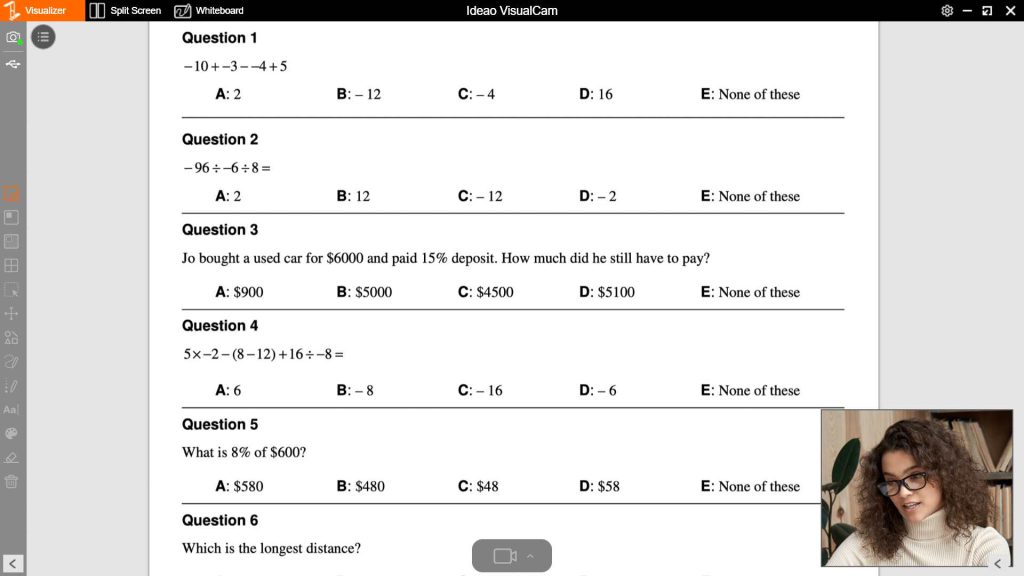 Visualizer Split Screen Whiteboard Ideao VisualCam
Question 1
−10 + −3 − −4 + 5
A: 2 B: − 12 C: − 4 D: 16 E: None of these
Question 2
−96 ÷ −6 ÷ 8 =
A: 2 B: 12 C: − 12 D: − 2 E: None of these
Question 3
Jo bought a used car for $6000 and paid 15% deposit. How much did he still have to pay?
A: $900 B: $5000 C: $4500 D: $5100 E: None of these
Question 4
5 × −2 − (8 − 12) + 16 ÷ −8 =
A: 6 B: − 8 C: − 16 D: − 6 E: None of these
Question 5
What is 8% of $600?
A: $580 B: $480 C: $48 D: $58 E: None of these
Question 6
Which is the longest distance?
Aa